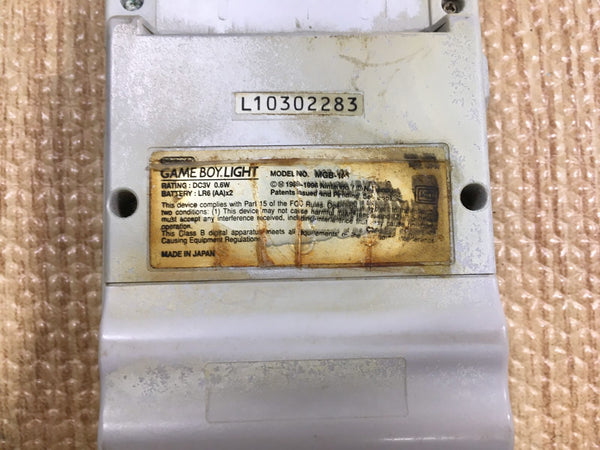 L10302283
Nintendo
GAME BOY LIGHT
MODEL NO.
RATING : DC3V 0.6W
BATTERY : LR6 (AA)x2
Patents issued and
This device complies with Part 15 of the FCC Rules.
two conditions: (1) This device may not cause harmful
must accept any interference received, including
operation.
This Class B digital apparatus meets all requirements
Causing Equipment Regulations
MADE IN JAPAN